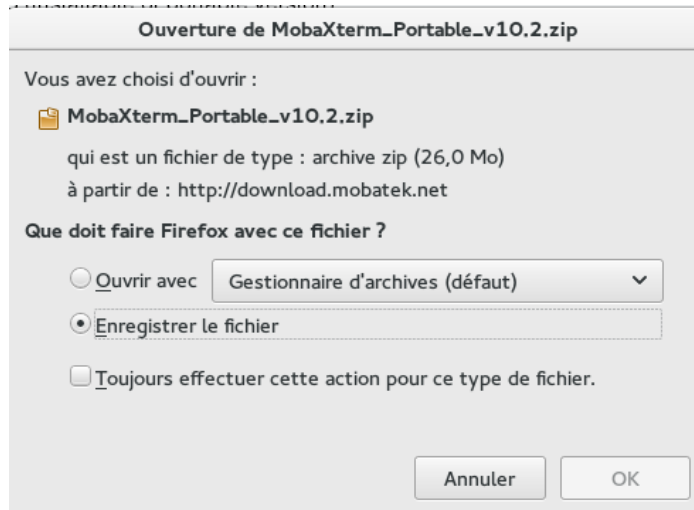 Ouverture de MobaXterm_Portable_v10.2.zip
Vous avez choisi d'ouvrir :
MobaXterm_Portable_v10.2.zip
qui est un fichier de type : archive zip (26,0 Mo)
à partir de : http://download.mobatek.net
Que doit faire Firefox avec ce fichier ?
Ouvrir avec Gestionnaire d'archives (défaut)
Enregistrer le fichier
Toujours effectuer cette action pour ce type de fichier.
Annuler OK